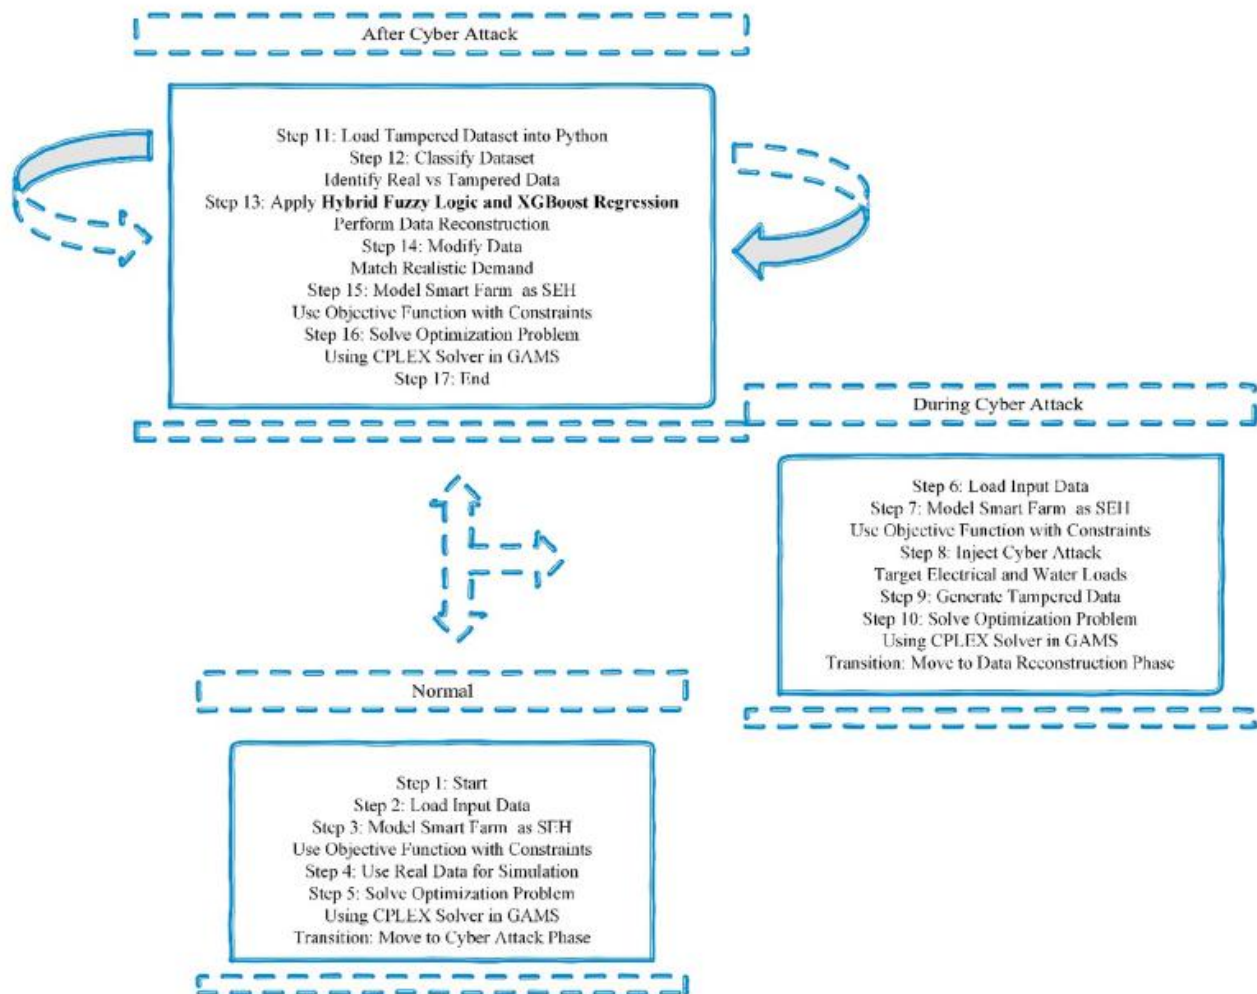 After Cyber Attack
Step 11: Load Tampered Dataset into Python
Step 12: Classify Dataset
Identify Real vs Tampered Data
Step 13: Apply Hybrid Fuzzy Logic and XGBoost Regression
Perform Data Reconstruction
Step 14: Modify Data
Match Realistic Demand
Step 15: Model Smart Farm as SEH
Use Objective Function with Constraints
Step 16: Solve Optimization Problem
Using CPLEX Solver in GAMS
Step 17: End
During Cyber Attack
Step 6: Load Input Data
Step 7: Model Smart Farm as SEH
Use Objective Function with Constraints
Step 8: Inject Cyber Attack
Target Electrical and Water Loads
Step 9: Generate Tampered Data
Step 10: Solve Optimization Problem
Using CPLEX Solver in GAMS
Transition: Move to Data Reconstruction Phase
Normal
Step 1: Start
Step 2: Load Input Data
Step 3: Model Smart Farm as SEH
Use Objective Function with Constraints
Step 4: Use Real Data for Simulation
Step 5: Solve Optimization Problem
Using CPLEX Solver in GAMS
Transition: Move to Cyber Attack Phase